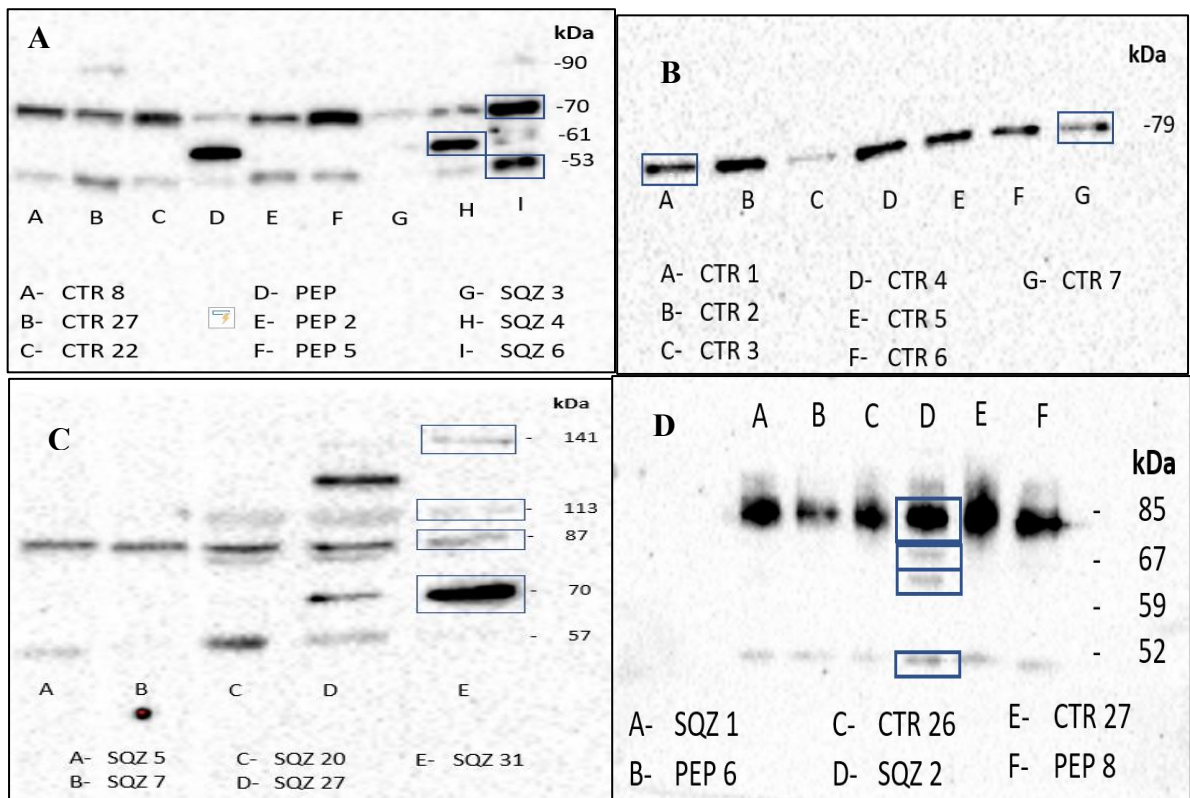 A
kDa
-90
-70
-61
-53
A B C D E F G H I
A- CTR 8 D- PEP G- SQZ 3
B- CTR 27 E- PEP 2 H- SQZ 4
C- CTR 22 F- PEP 5 I- SQZ 6
B
kDa
-79
A B C D E F G
A- CTR 1 D- CTR 4 G- CTR 7
B- CTR 2 E- CTR 5
C- CTR 3 F- CTR 6
C
kDa
- 141
- 113
- 87
- 70
- 57
A B C D E
A- SQZ 5 C- SQZ 20 E- SQZ 31
B- SQZ 7 D- SQZ 27
D
A B C D E F
kDa
- 85
- 67
- 59
- 52
A- SQZ 1 C- CTR 26 E- CTR 27
B- PEP 6 D- SQZ 2 F- PEP 8